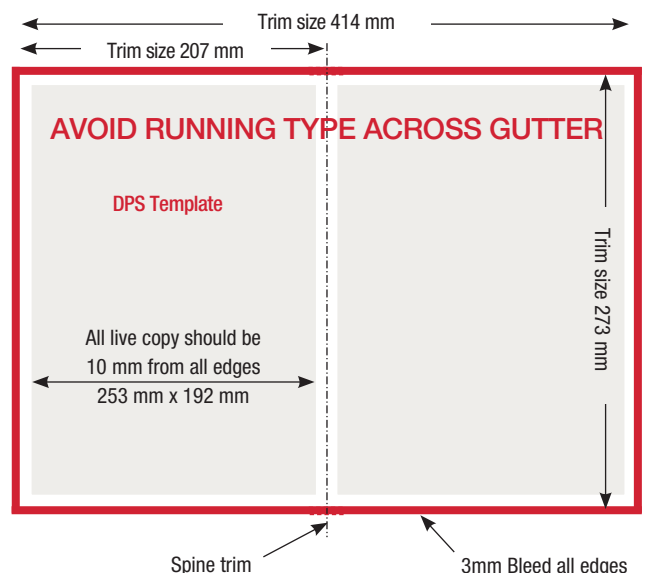 Trim size 414 mm
Trim size 207 mm
AVOID RUNNING TYPE ACROSS GUTTER
DPS Template
Trim size 273 mm
All live copy should be
10 mm from all edges
253 mm x 192 mm
Spine trim
3mm Bleed all edges